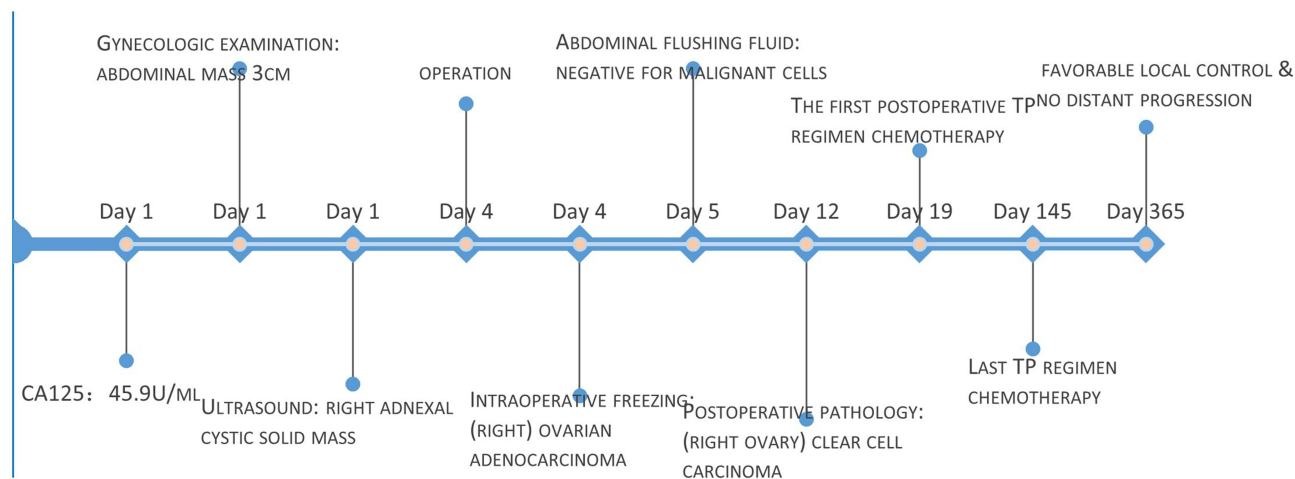 Gynecologic examination:
abdominal mass 3cm
operation
Abdominal flushing fluid:
negative for malignant cells
The first postoperative TP
regimen chemotherapy
favorable local control &
no distant progression
Day 1
Day 1
Day 1
Day 4
Day 4
Day 5
Day 12
Day 19
Day 145
Day 365
CA125： 45.9U/ml
Ultrasound: right adnexal
cystic solid mass
Intraoperative freezing:
(right) ovarian
adenocarcinoma
Postoperative pathology:
(right ovary) clear cell
carcinoma
Last TP regimen
chemotherapy